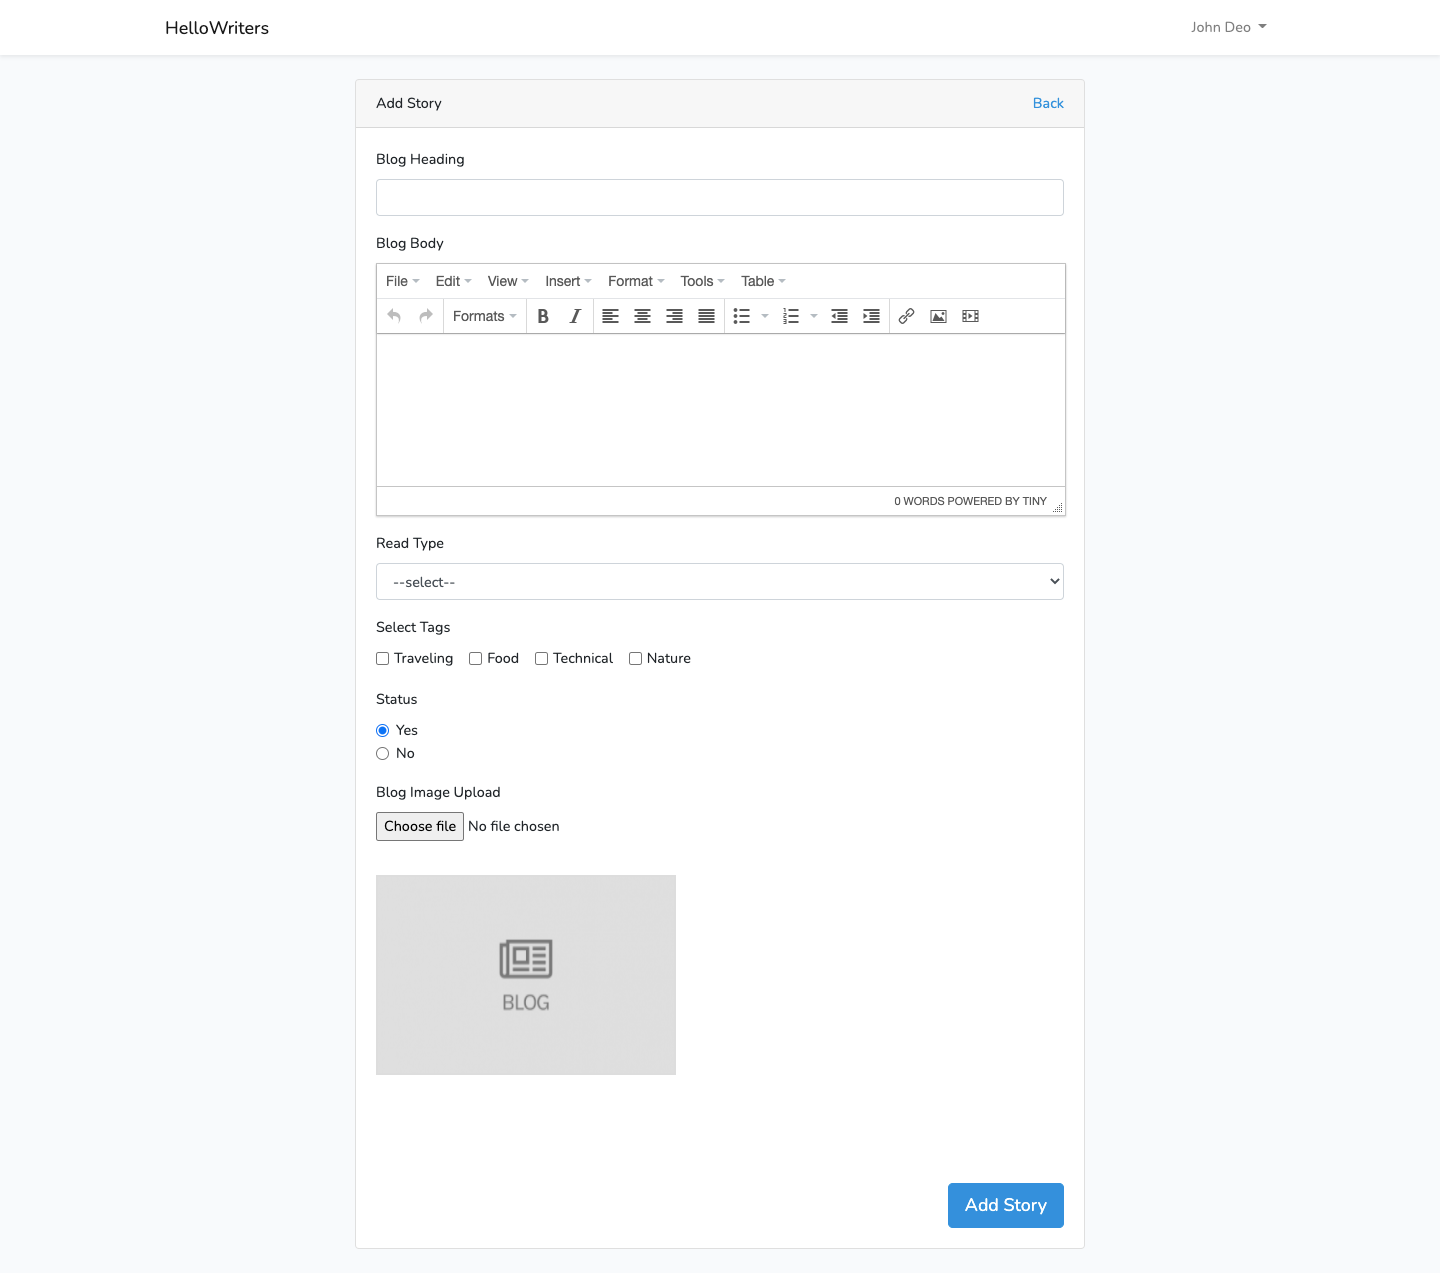 HelloWriters John Deo
Add Story Back
Blog Heading
Blog Body
File Edit View Insert Format Tools Table
Formats B I
0 WORDS POWERED BY TINY
Read Type
--select--
Select Tags
Traveling Food Technical Nature
Status
Yes
No
Blog Image Upload
Choose file No file chosen
BLOG
Add Story